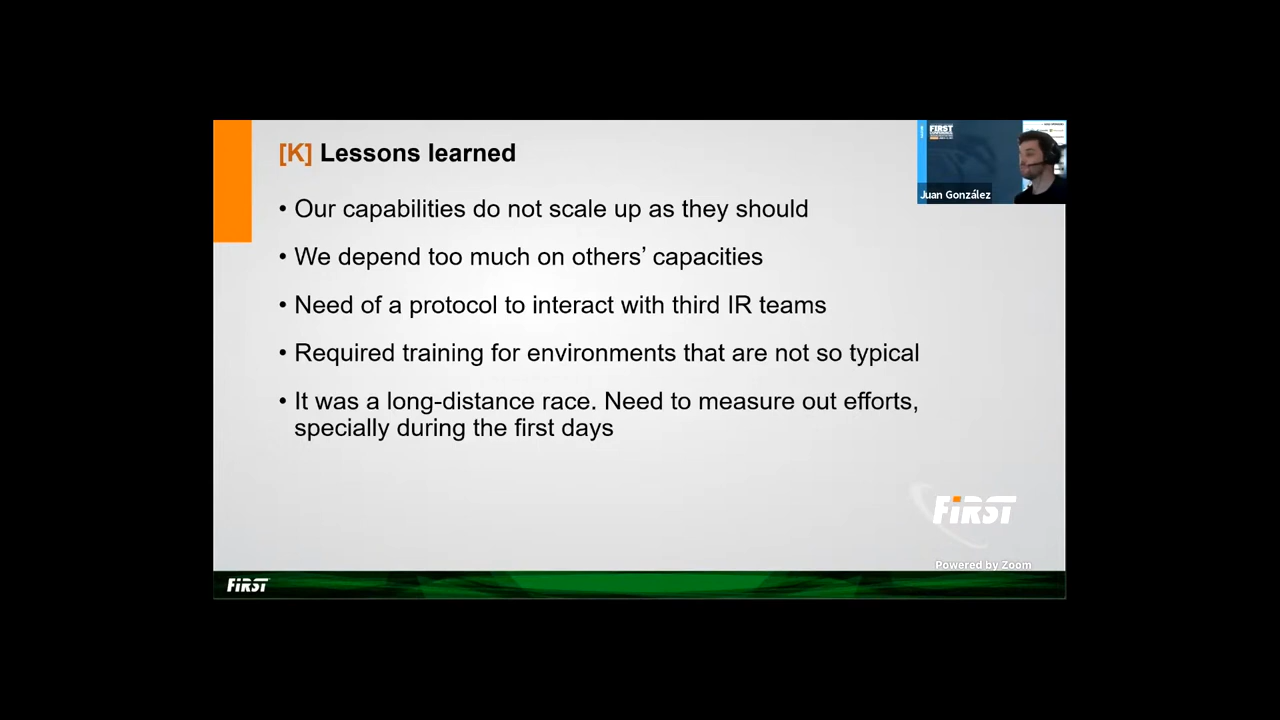 [K] Lessons learned
• Our capabilities do not scale up as they should
• We depend too much on others’ capacities
• Need of a protocol to interact with third IR teams
• Required training for environments that are not so typical
• It was a long-distance race. Need to measure out efforts,
specially during the first days
FIRST
Juan González
FiRST
Powered by Zoom
FiRST